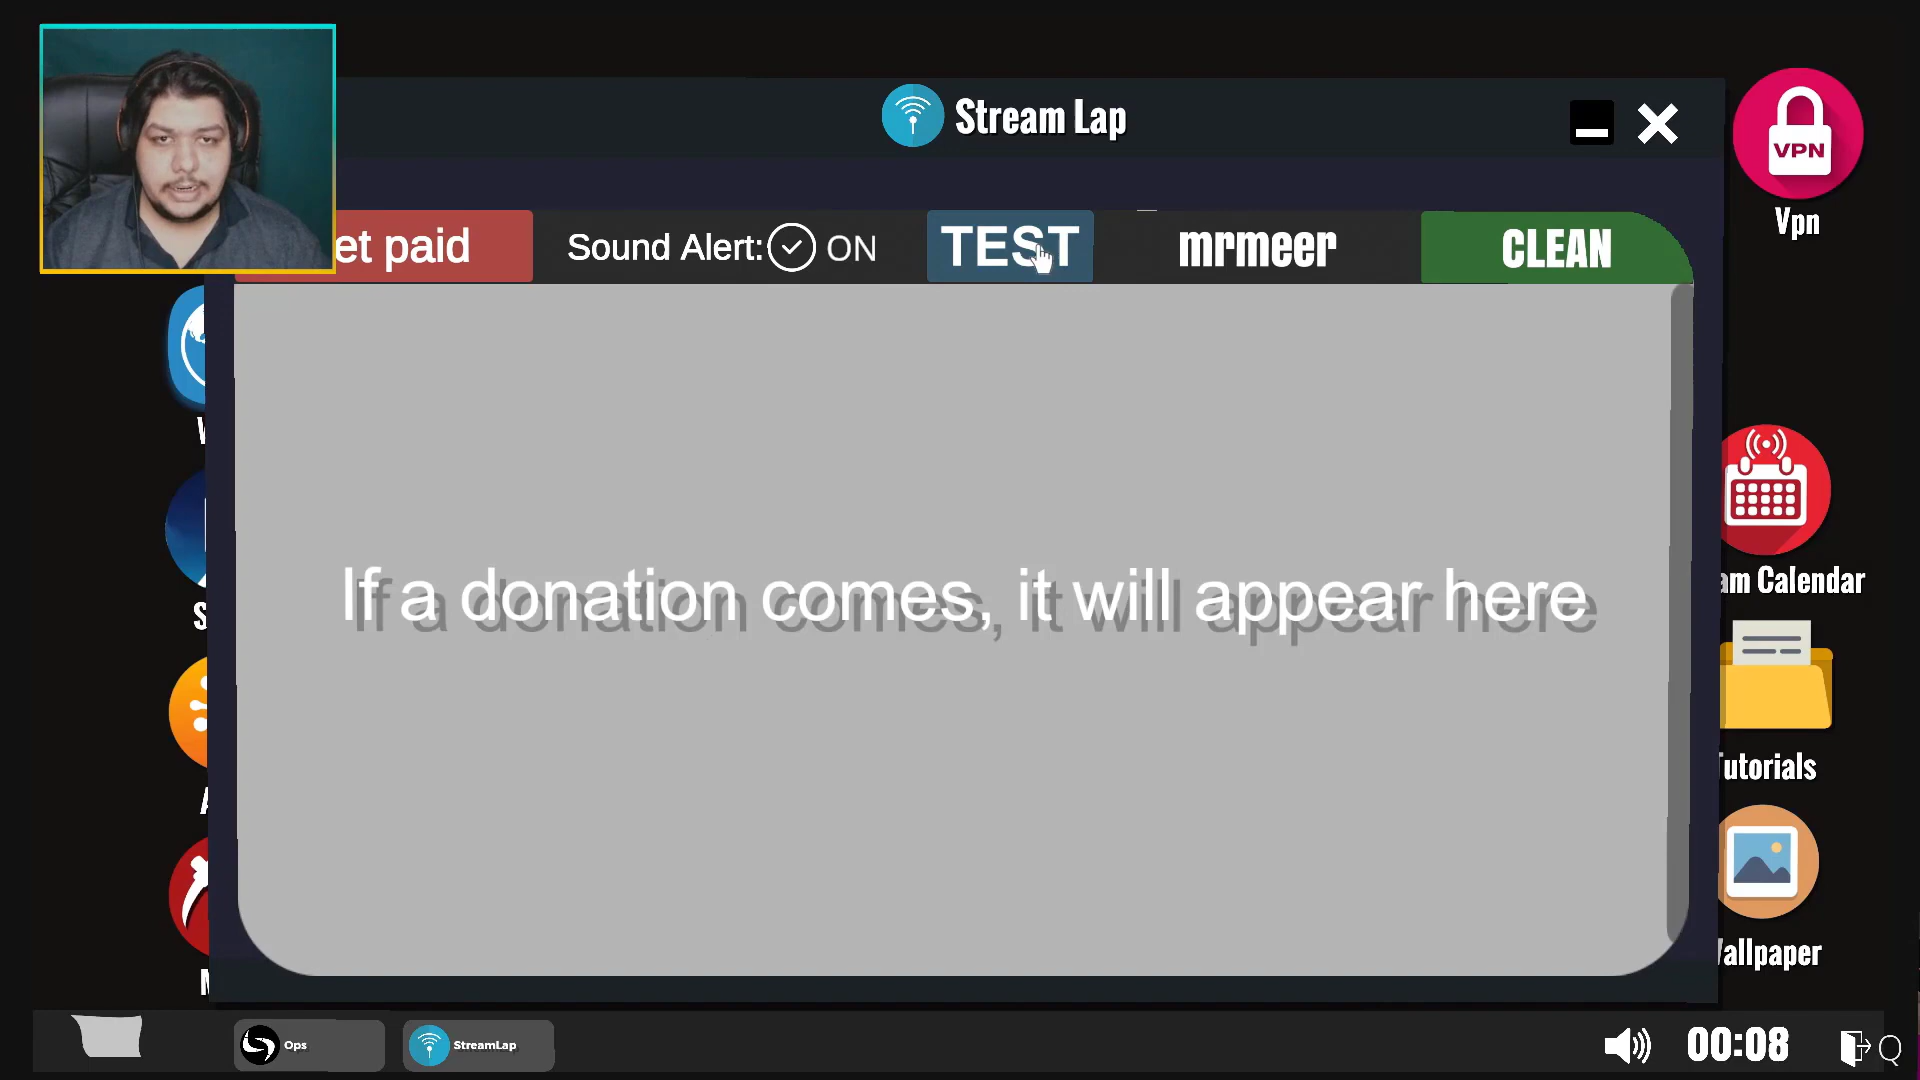 Stream Lap
VPN
Vpn
et paid
Sound Alert:
ON
TEST
mrmeer
CLEAN
If a donation comes, it will appear here
am Calendar
utorials
allpaper
Ops
StreamLap
00:08
Q